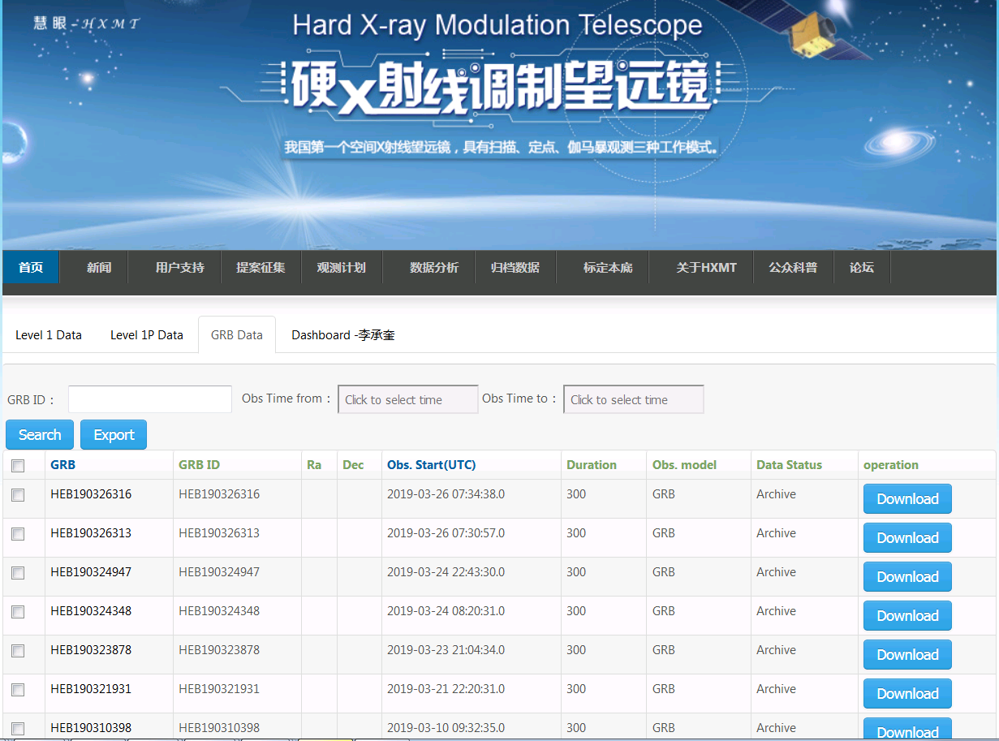 慧眼-HXMT
Hard X-ray Modulation Telescope
硬X射线调制望远镜
我国第一个空间X射线望远镜，具有扫描、定点、伽马暴观测三种工作模式。
首页 新闻 用户支持 提案征集 观测计划 数据分析 归档数据 标定本底 关于HXMT 公众科普 论坛
Level 1 Data Level 1P Data GRB Data Dashboard -李承奎
GRB ID： Obs Time from： Click to select time Obs Time to： Click to select time
Search Export
GRB GRB ID Ra Dec Obs. Start(UTC) Duration Obs. model Data Status operation
HEB190326316 HEB190326316 2019-03-26 07:34:38.0 300 GRB Archive Download
HEB190326313 HEB190326313 2019-03-26 07:30:57.0 300 GRB Archive Download
HEB190324947 HEB190324947 2019-03-24 22:43:30.0 300 GRB Archive Download
HEB190324348 HEB190324348 2019-03-24 08:20:31.0 300 GRB Archive Download
HEB190323878 HEB190323878 2019-03-23 21:04:34.0 300 GRB Archive Download
HEB190321931 HEB190321931 2019-03-21 22:20:31.0 300 GRB Archive Download
HEB190310398 HEB190310398 2019-03-10 09:32:35.0 300 GRB Archive Download